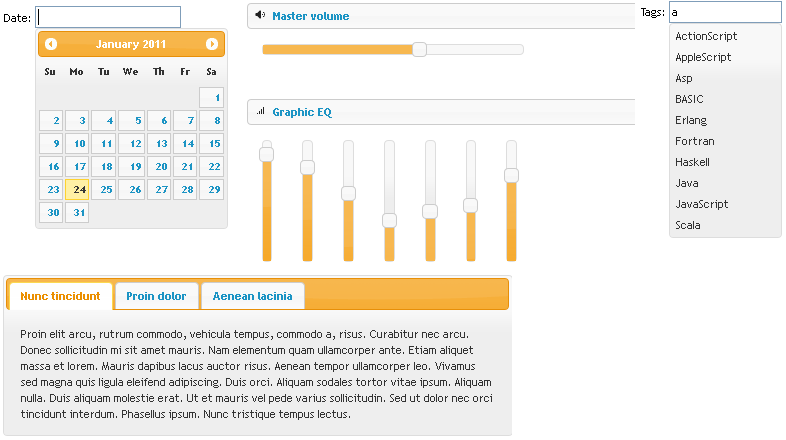 Date:
January 2011
Su Mo Tu We Th Fr Sa
1
2 3 4 5 6 7 8
9 10 11 12 13 14 15
16 17 18 19 20 21 22
23 24 25 26 27 28 29
30 31
Master volume
Graphic EQ
Tags: a
ActionScript
AppleScript
Asp
BASIC
Erlang
Fortran
Haskell
Java
JavaScript
Scala
Nunc tincidunt Proin dolor Aenean lacinia
Proin elit arcu, rutrum commodo, vehicula tempus, commodo a, risus. Curabitur nec arcu.
Donec sollicitudin mi sit amet mauris. Nam elementum quam ullamcorper ante. Etiam aliquet
massa et lorem. Mauris dapibus lacus auctor risus. Aenean tempor ullamcorper leo. Vivamus
sed magna quis ligula eleifend adipiscing. Duis orci. Aliquam sodales tortor vitae ipsum. Aliquam
nulla. Duis aliquam molestie erat. Ut et mauris vel pede varius sollicitudin. Sed ut dolor nec orci
tincidunt interdum. Phasellus ipsum. Nunc tristique tempus lectus.